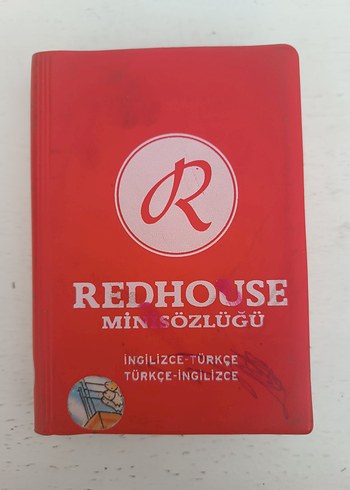 R
REDHOUSE
MİNİ SÖZLÜĞÜ
İNGİLİZCE-TÜRKÇE
TÜRKÇE-İNGİLİZCE